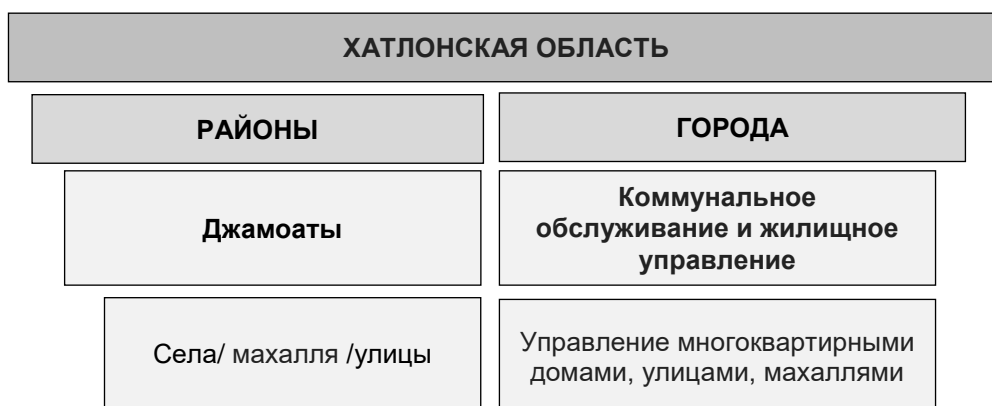 ХАТЛОНСКАЯ ОБЛАСТЬ
РАЙОНЫ
ГОРОДА
Джамоаты
Коммунальное
обслуживание и жилищное
управление
Села/ махалля /улицы
Управление многоквартирными
домами, улицами, махаллями